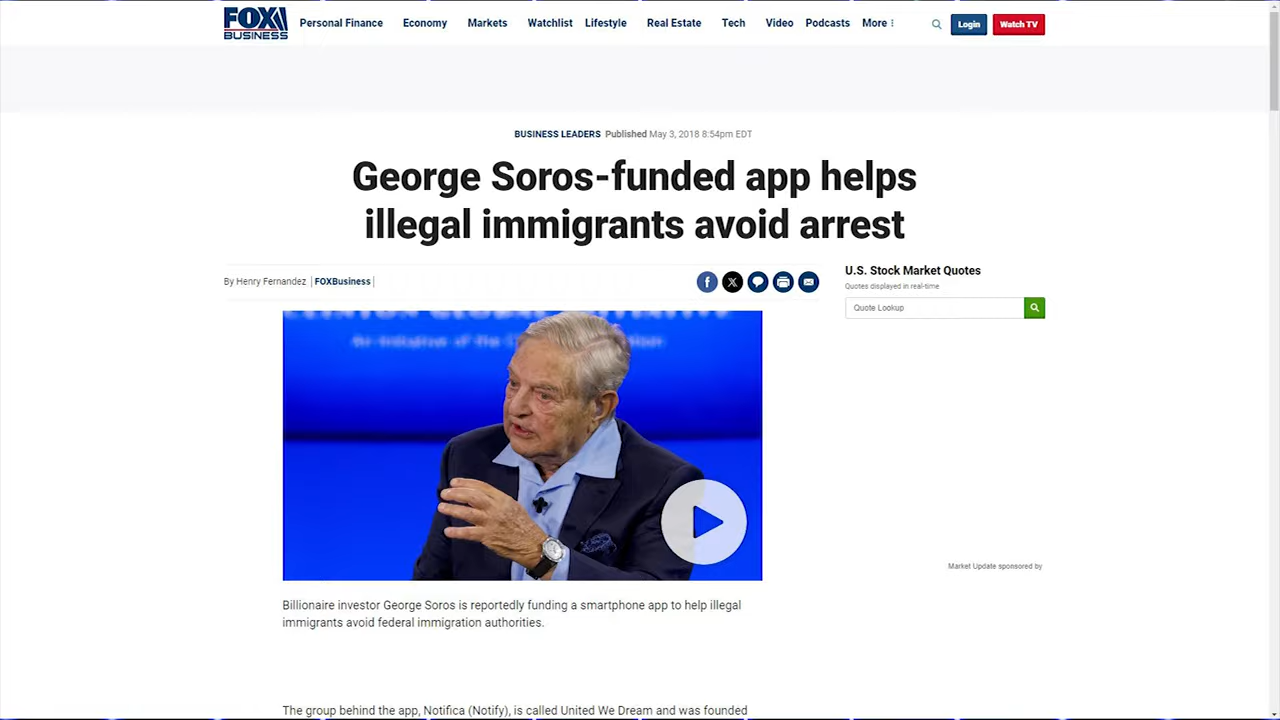 FOX BUSINESS
Personal Finance Economy Markets Watchlist Lifestyle Real Estate Tech Video Podcasts More Login Watch TV
BUSINESS LEADERS Published May 3, 2018 8:54pm EDT
George Soros-funded app helps
illegal immigrants avoid arrest
By Henry Fernandez | FOXBusiness |
U.S. Stock Market Quotes
Quotes displayed in real-time
Quote Lookup
Market Update sponsored by
Billionaire investor George Soros is reportedly funding a smartphone app to help illegal
immigrants avoid federal immigration authorities.
The group behind the app, Notifica (Notify), is called United We Dream and was founded